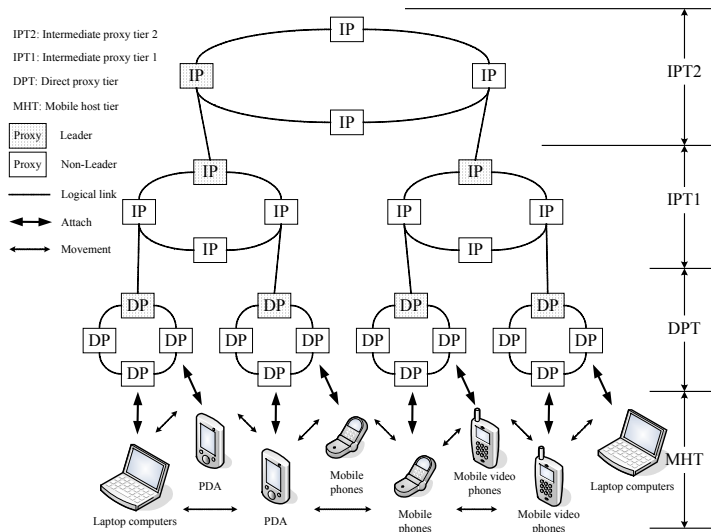 IPT2: Intermediate proxy tier 2
IPT1: Intermediate proxy tier 1
DPT: Direct proxy tier
MHT: Mobile host tier
Proxy Leader
Proxy Non-Leader
Logical link
Attach
Movement
IP
IP IP
IP
IPT2
IP IP
IP IP IP IP
IP IP
IPT1
DP DP DP DP
DP DP DP DP DP DP DP DP
DP DP DP DP
DPT
MHT
Laptop computers
PDA
PDA
Mobile
phones
Mobile
phones
Mobile video
phones
Mobile video
phones
Laptop computers